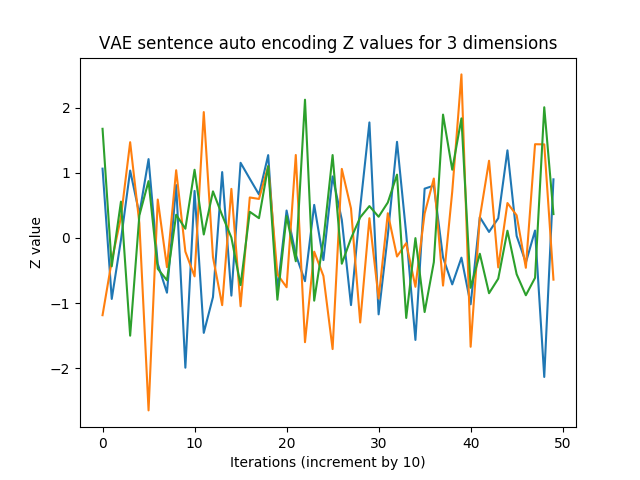 VAE sentence auto encoding Z values for 3 dimensions
Z value
2
1
0
−1
−2
0 10 20 30 40 50
Iterations (increment by 10)